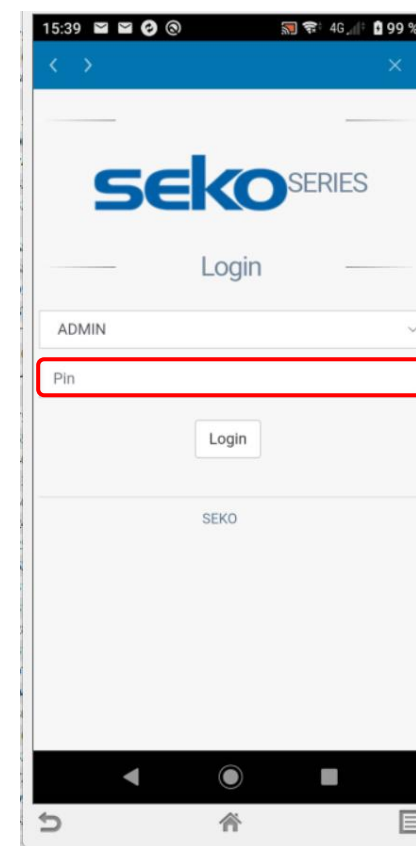 15:39 4G 99 %
seko SERIES
Login
ADMIN
Pin
Login
SEKO